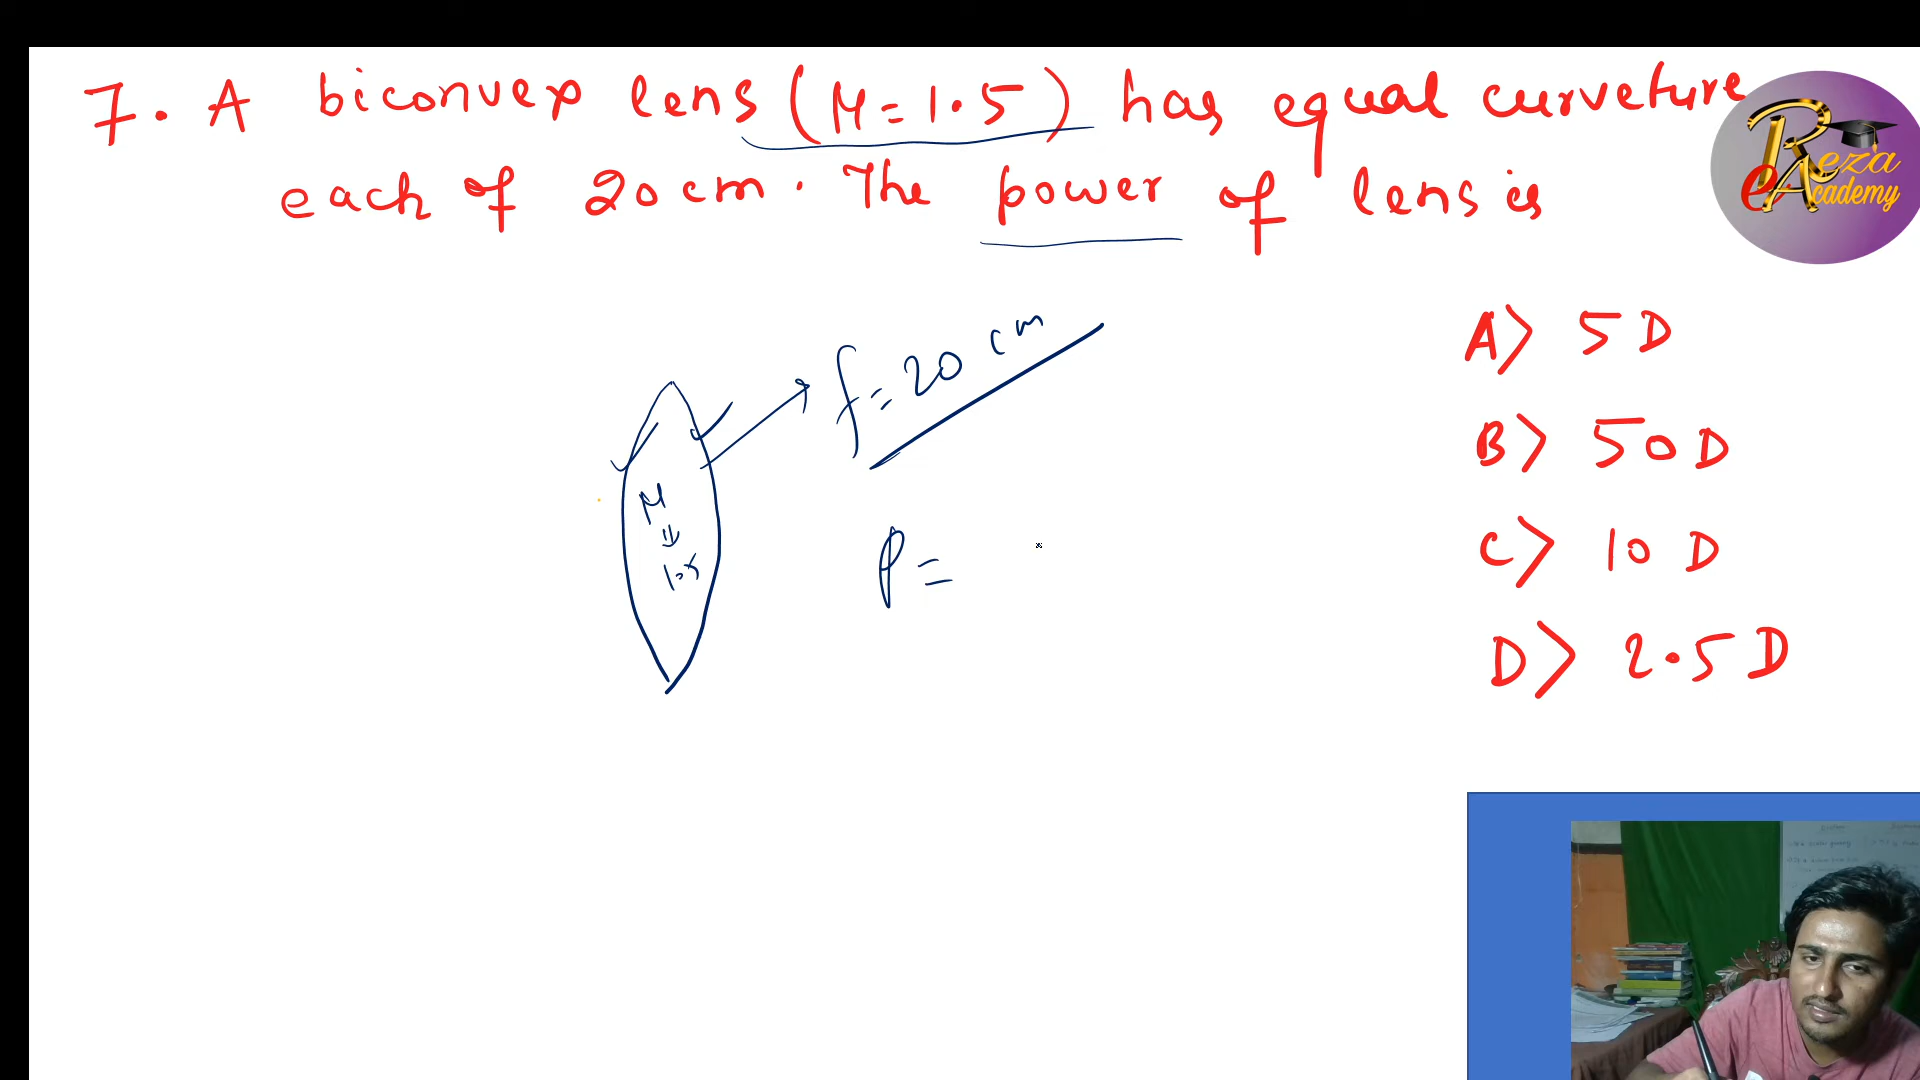 7. A biconvex lens (μ = 1.5) has equal curveture
each of 20 cm. The power of lens is
Reza
Academy
f = 20 cm
μ
=
1.5
P =
A> 5 D
B> 50 D
C> 10 D
D> 2.5 D